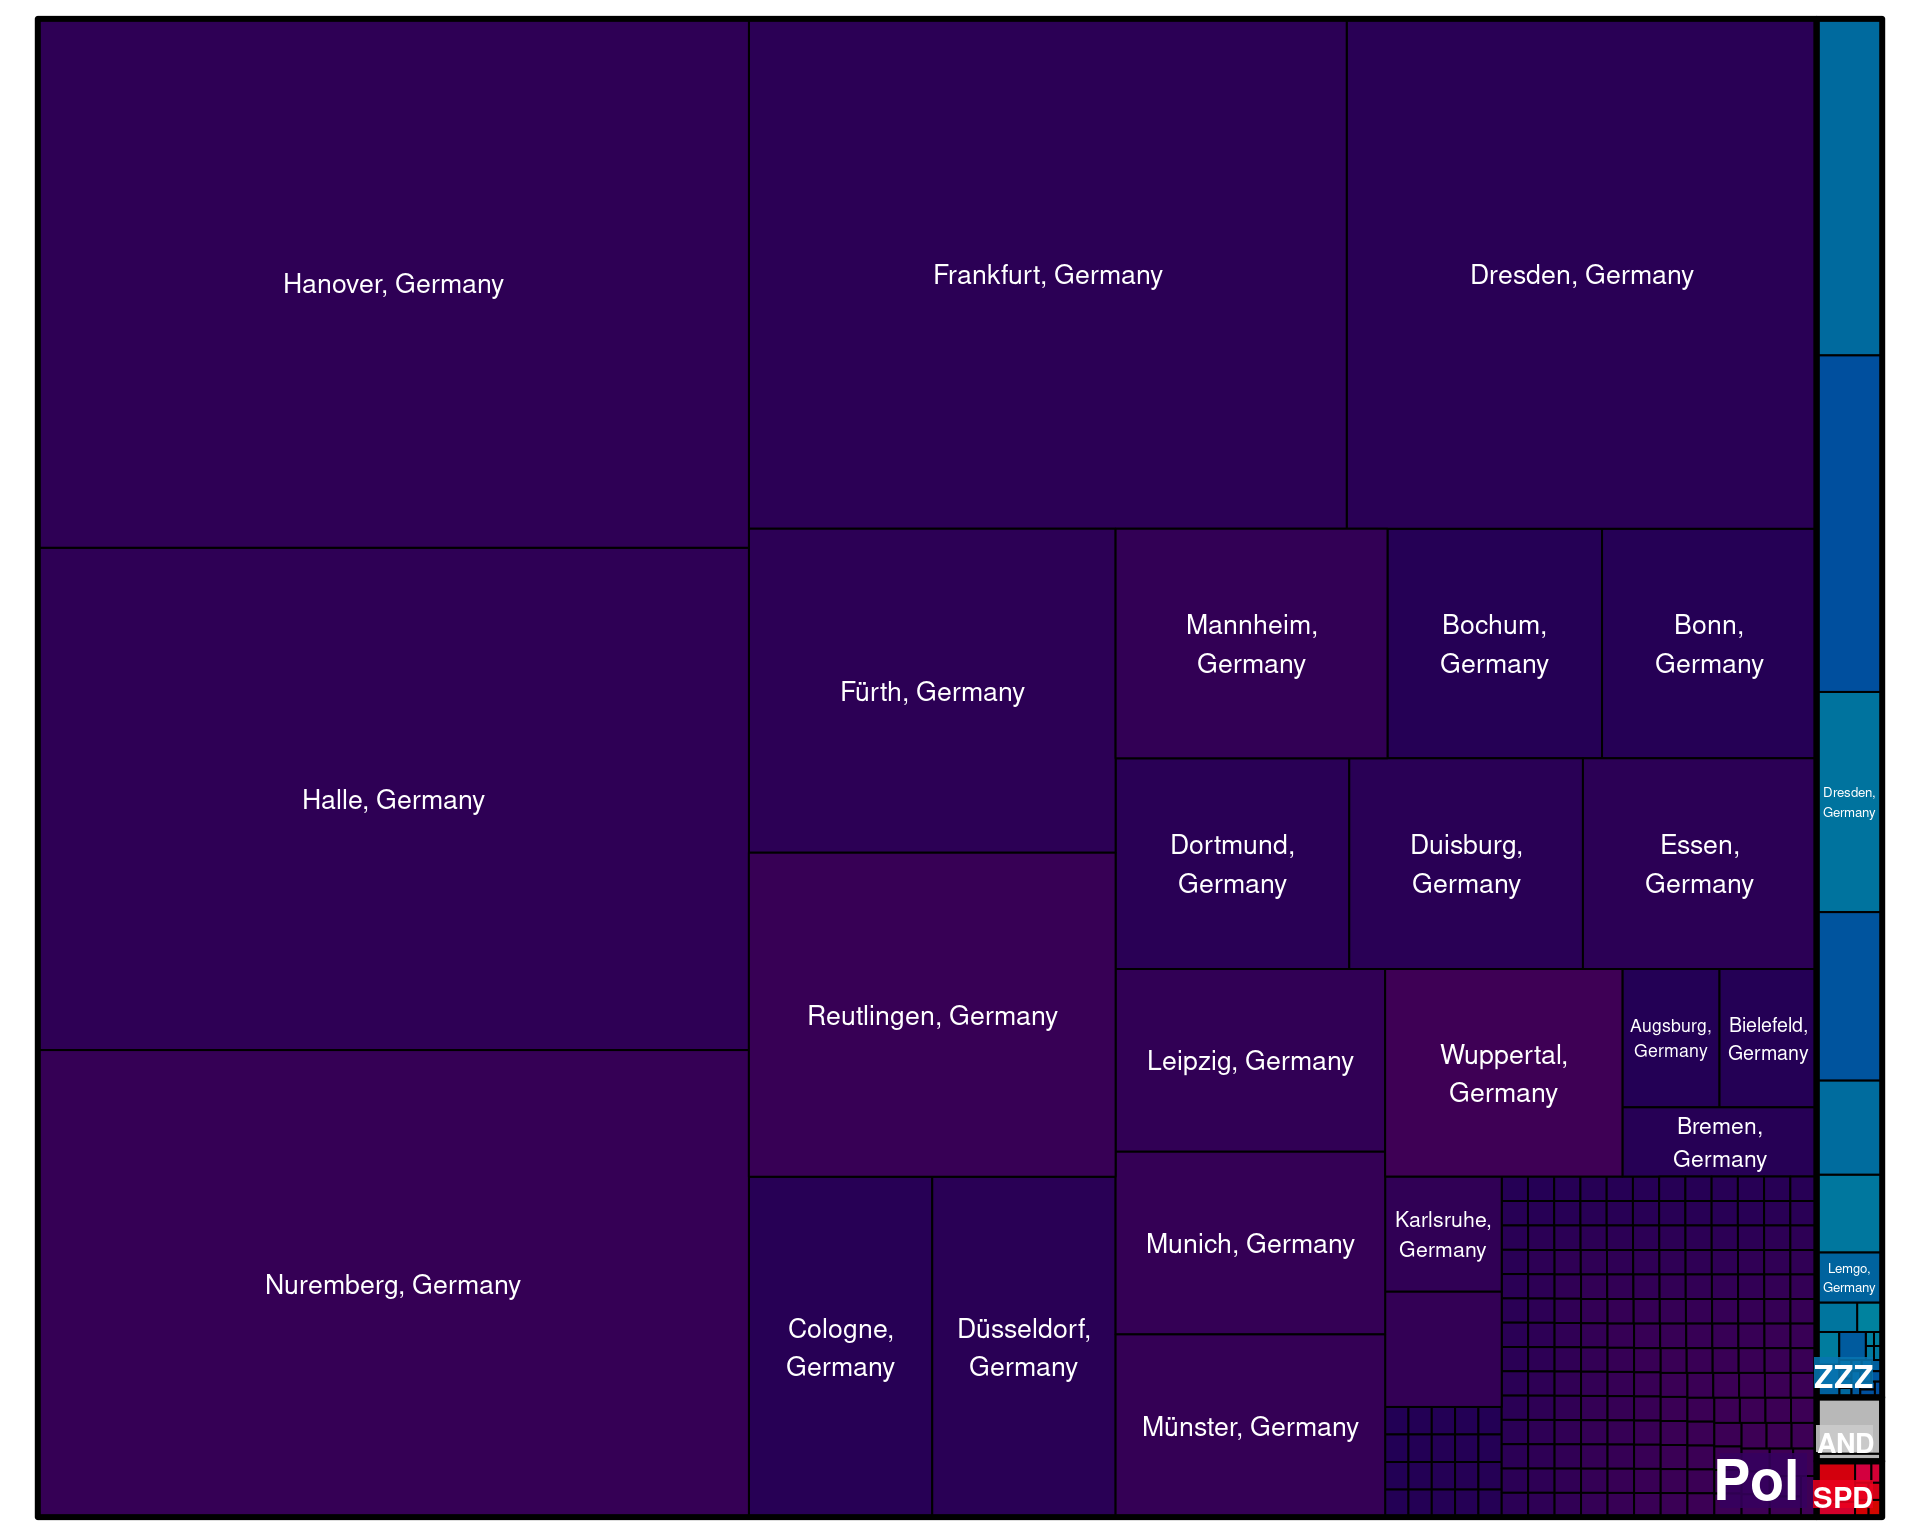 Hanover, Germany
Frankfurt, Germany
Dresden, Germany
Halle, Germany
Nuremberg, Germany
Fürth, Germany
Reutlingen, Germany
Cologne,
Germany
Düsseldorf,
Germany
Mannheim,
Germany
Bochum,
Germany
Bonn,
Germany
Dortmund,
Germany
Duisburg,
Germany
Essen,
Germany
Leipzig, Germany
Munich, Germany
Münster, Germany
Wuppertal,
Germany
Augsburg,
Germany
Bielefeld,
Germany
Bremen,
Germany
Karlsruhe,
Germany
Pol
Dresden,
Germany
Lemgo,
Germany
ZZZ
AND
SPD